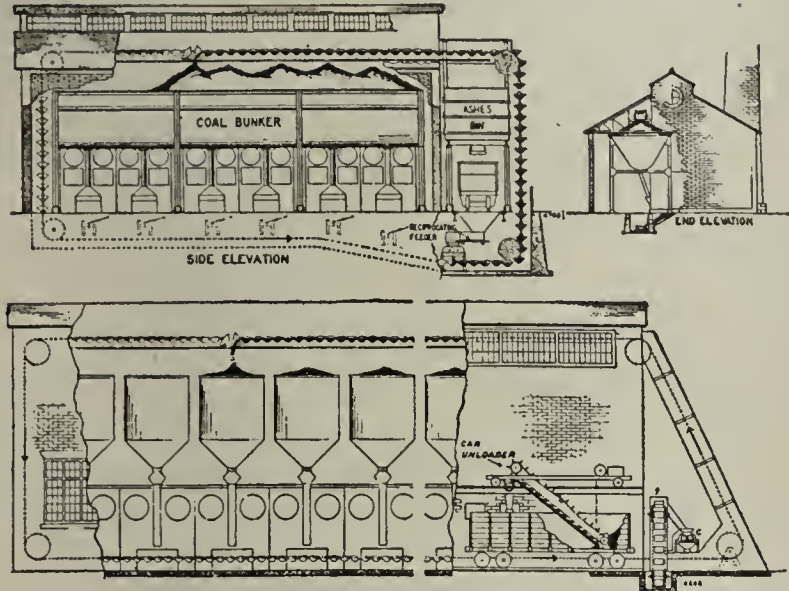 COAL BUNKER
ASHES
BIN
RECIPROCATING
FEEDER
SIDE ELEVATION
END ELEVATION
CAR
UNLOADER
C